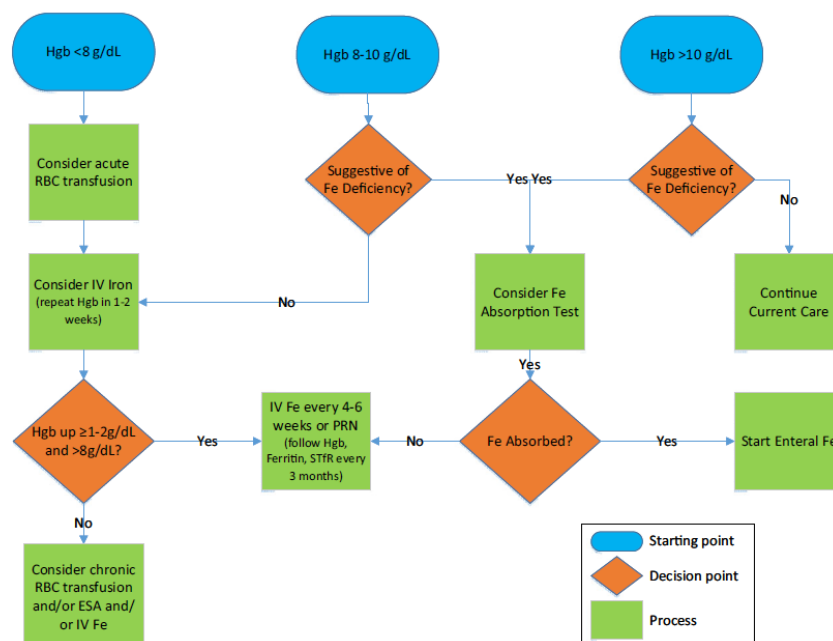 Hgb <8 g/dL
Hgb 8-10 g/dL
Hgb >10 g/dL
Consider acute
RBC transfusion
Suggestive of
Fe Deficiency?
Yes Yes
Suggestive of
Fe Deficiency?
No
Consider IV Iron
(repeat Hgb in 1-2
weeks)
No
Consider Fe
Absorption Test
Continue
Current Care
Yes
Hgb up ≥1-2g/dL
and >8g/dL?
Yes
IV Fe every 4-6
weeks or PRN
(follow Hgb,
Ferritin, STfR every
3 months)
No
Fe Absorbed?
Yes
Start Enteral Fe
No
Consider chronic
RBC transfusion
and/or ESA and/
or IV Fe
Starting point
Decision point
Process